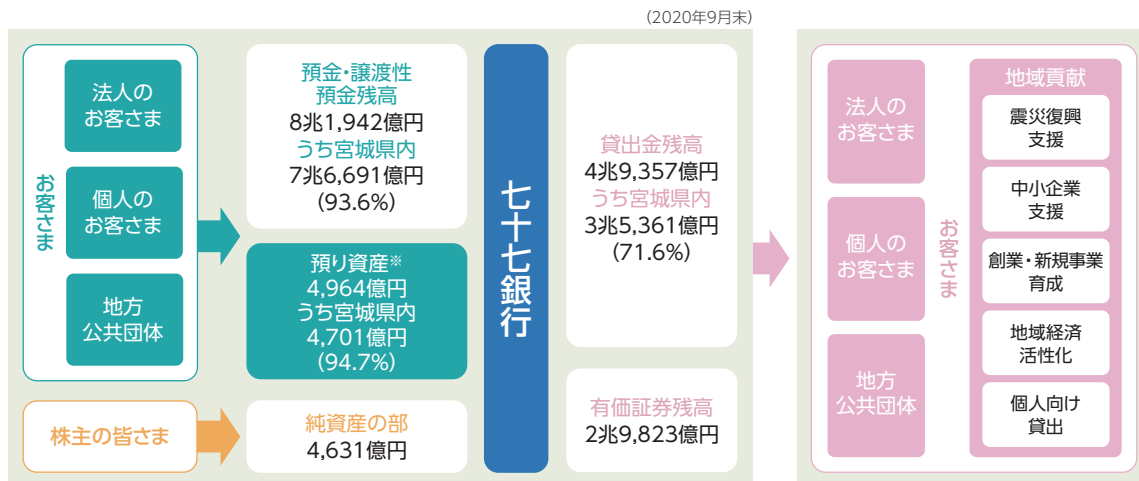 (2020年9月末)
お客さま
法人の
お客さま
個人の
お客さま
地方
公共団体
株主の皆さま
預金・譲渡性
預金残高
8兆1,942億円
うち宮城県内
7兆6,691億円
(93.6%)
預り資産※
4,964億円
うち宮城県内
4,701億円
(94.7%)
純資産の部
4,631億円
七十七銀行
貸出金残高
4兆9,357億円
うち宮城県内
3兆5,361億円
(71.6%)
有価証券残高
2兆9,823億円
法人の
お客さま
個人の
お客さま
地方
公共団体
お客さま
地域貢献
震災復興
支援
中小企業
支援
創業・新規事業
育成
地域経済
活性化
個人向け
貸出